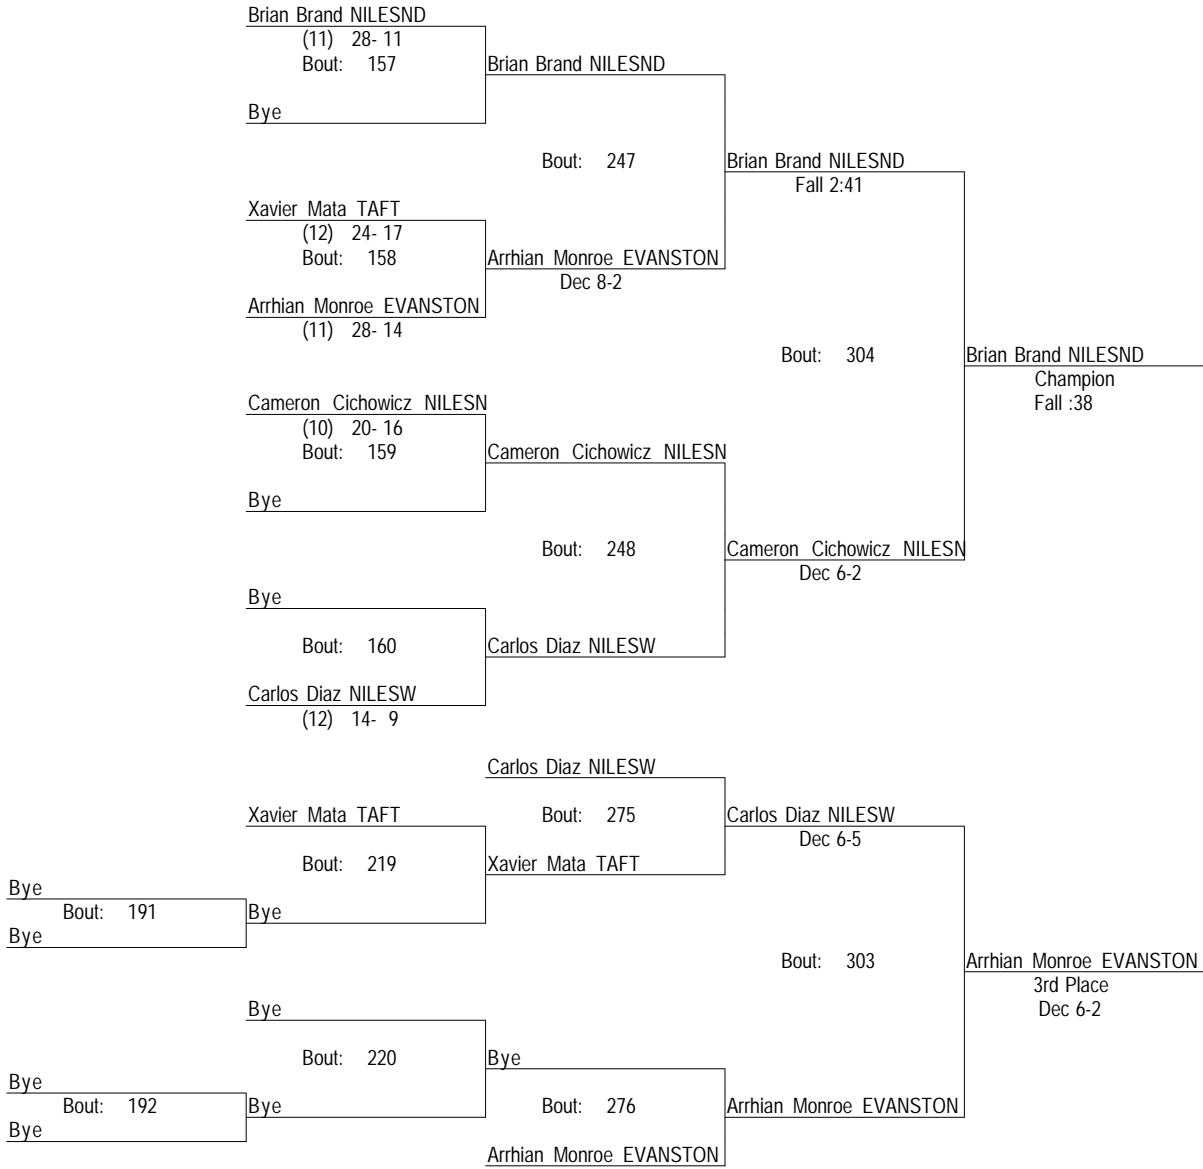 Brian Brand NILESND
(11) 28- 11
Bout: 157
Brian Brand NILESND
Bye
Bout: 247
Brian Brand NILESND
Fall 2:41
Xavier Mata TAFT
(12) 24- 17
Bout: 158
Arrhian Monroe EVANSTON
Dec 8-2
Arrhian Monroe EVANSTON
(11) 28- 14
Bout: 304
Brian Brand NILESND
Champion
Fall :38
Cameron Cichowicz NILESN
(10) 20- 16
Bout: 159
Cameron Cichowicz NILESN
Bye
Bout: 248
Cameron Cichowicz NILESN
Dec 6-2
Bye
Bout: 160
Carlos Diaz NILESW
Carlos Diaz NILESW
(12) 14- 9
Carlos Diaz NILESW
Xavier Mata TAFT
Bout: 275
Carlos Diaz NILESW
Dec 6-5
Bout: 219
Xavier Mata TAFT
Bye
Bout: 191
Bye
Bye
Bout: 303
Arrhian Monroe EVANSTON
3rd Place
Dec 6-2
Bye
Bout: 220
Bye
Bye
Bout: 192
Bye
Bye
Bout: 276
Arrhian Monroe EVANSTON
Arrhian Monroe EVANSTON